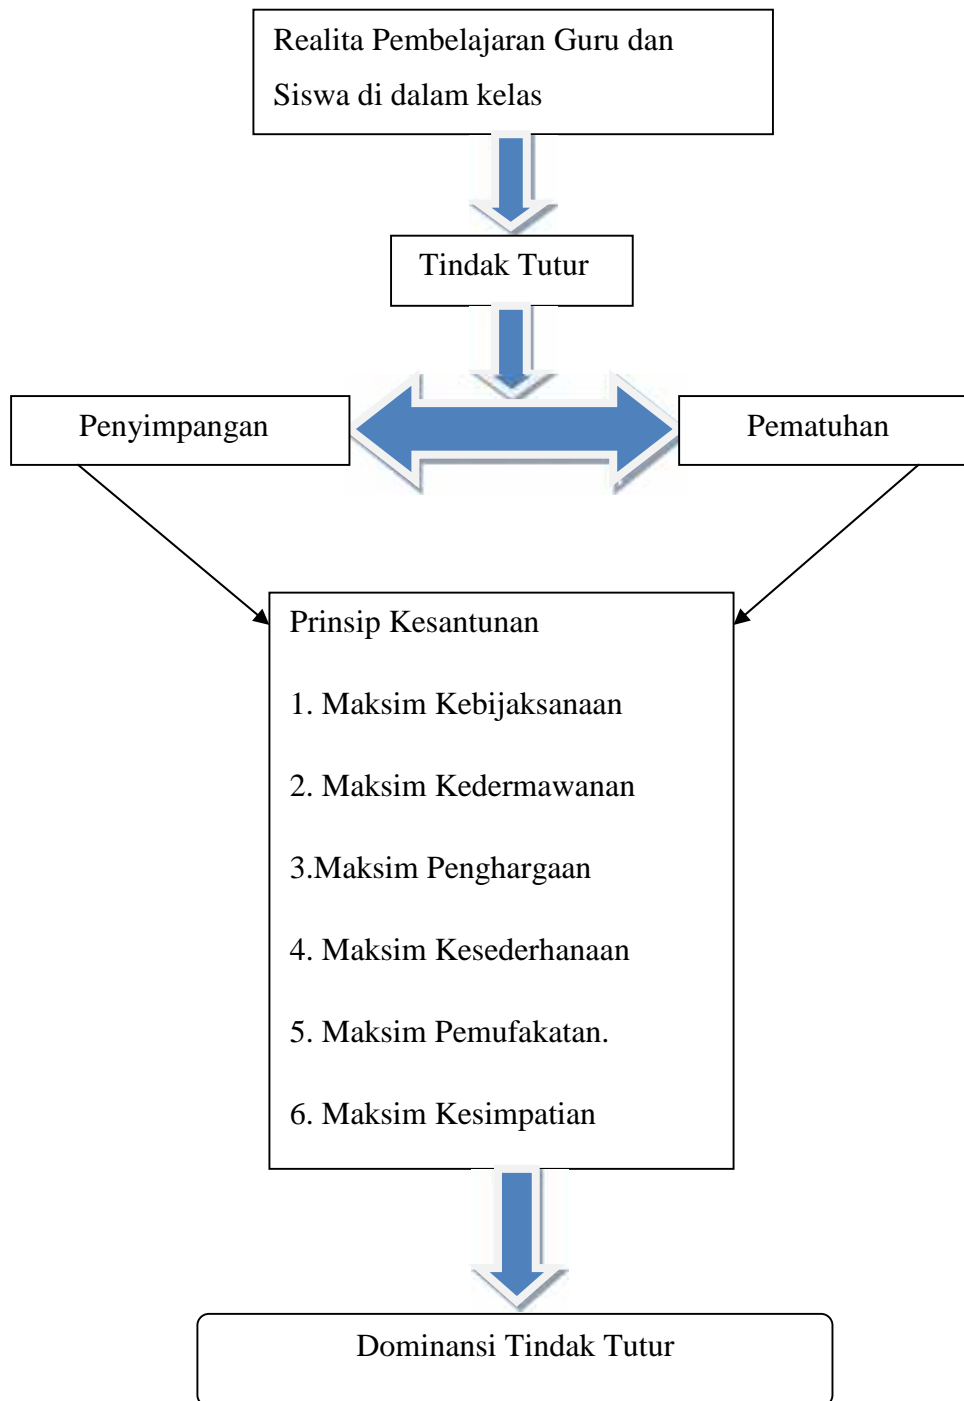 Realita Pembelajaran Guru dan
Siswa di dalam kelas
Tindak Tutur
Penyimpangan
Pematuhan
Prinsip Kesantunan
1. Maksim Kebijaksanaan
2. Maksim Kedermawanan
3.Maksim Penghargaan
4. Maksim Kesederhanaan
5. Maksim Pemufakatan.
6. Maksim Kesimpatian
Dominansi Tindak Tutur